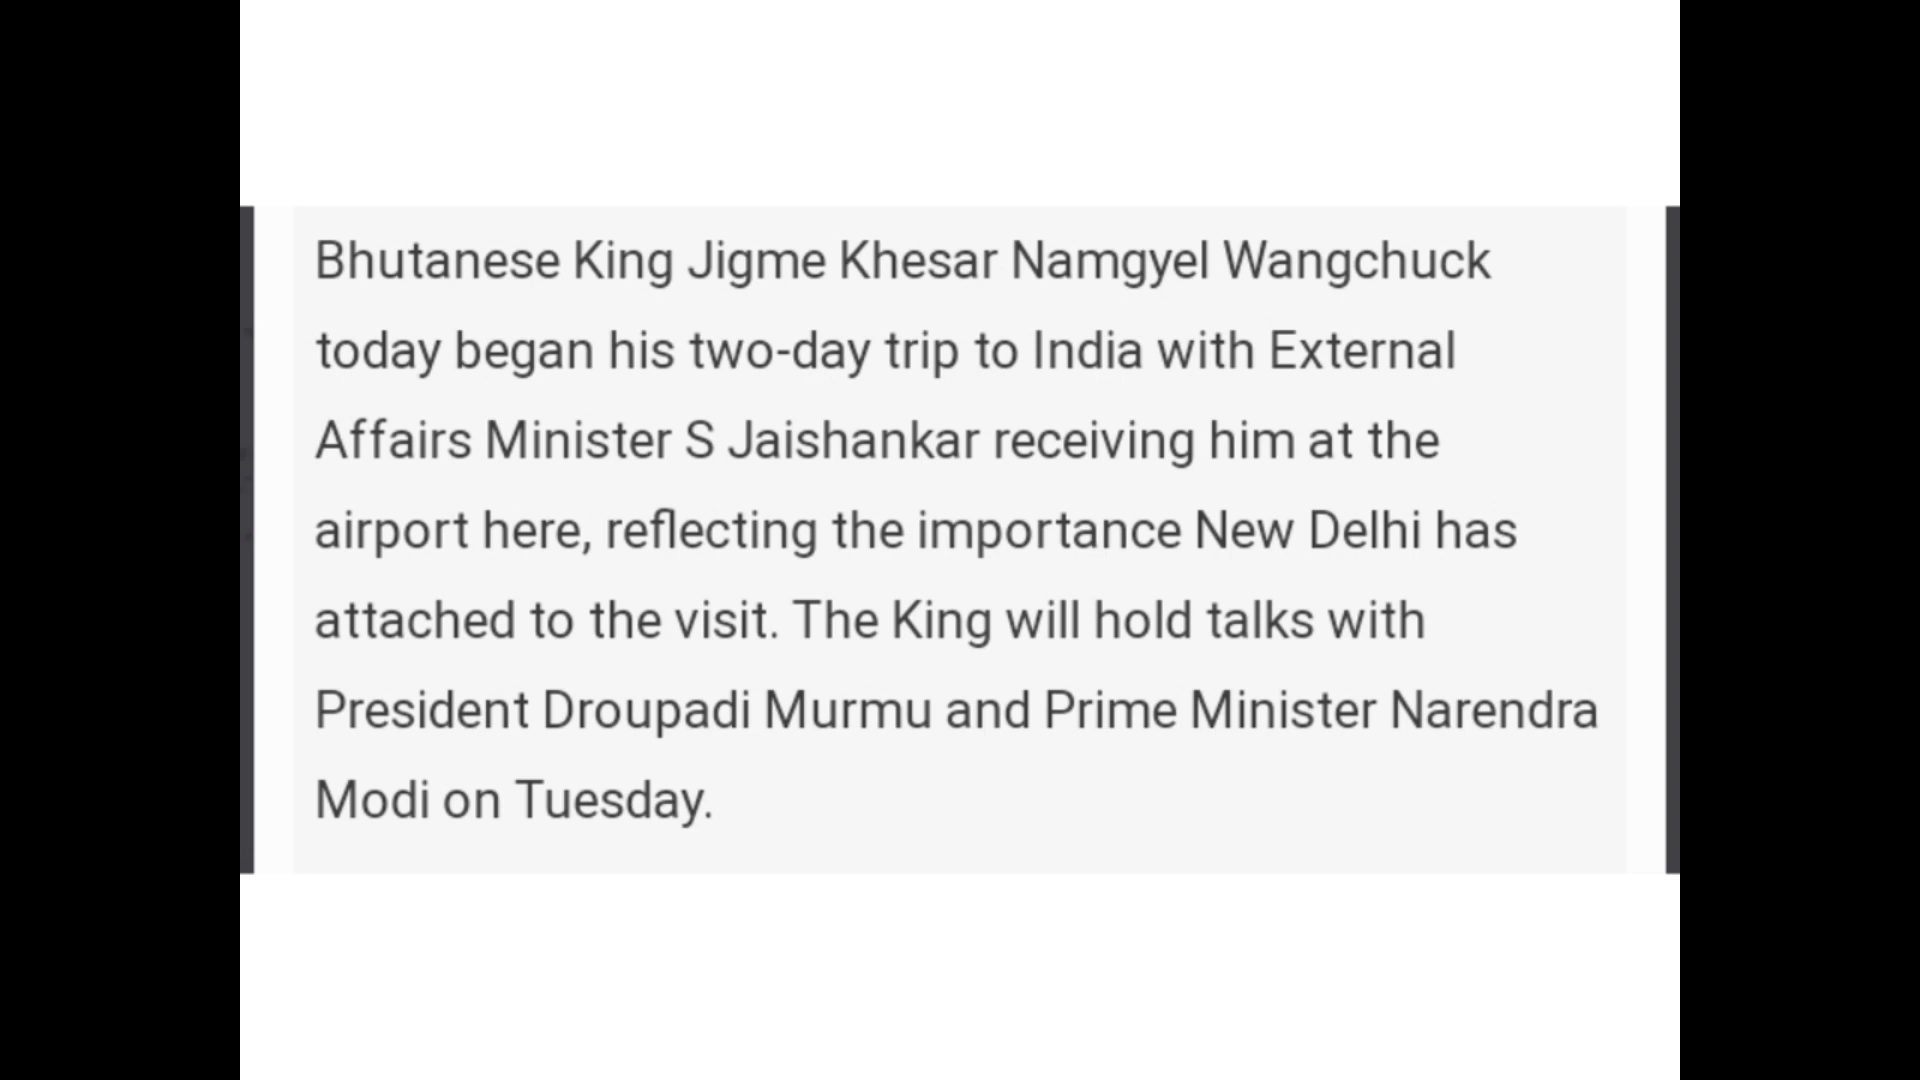 Bhutanese King Jigme Khesar Namgyel Wangchuck
today began his two-day trip to India with External
Affairs Minister S Jaishankar receiving him at the
airport here, reflecting the importance New Delhi has
attached to the visit. The King will hold talks with
President Droupadi Murmu and Prime Minister Narendra
Modi on Tuesday.